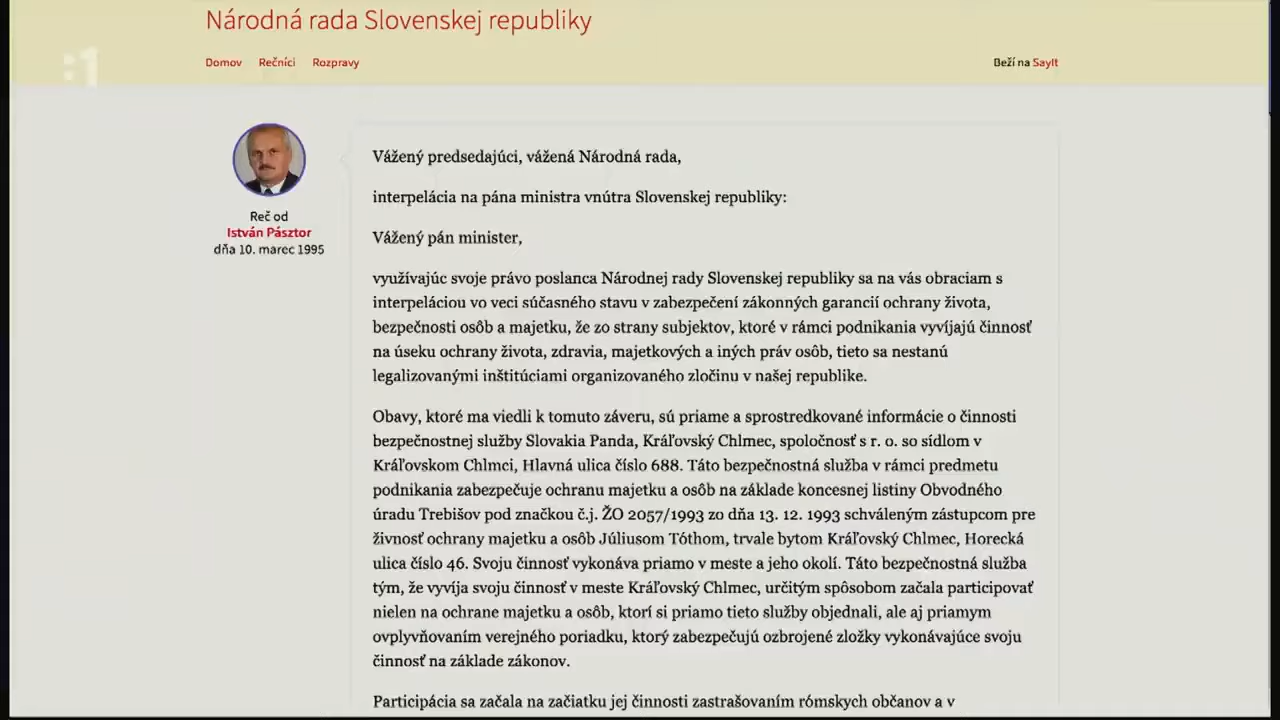 Národná rada Slovenskej republiky
Domov Rečníci Rozpravy Beží na SayIt
:1
Reč od
István Pásztor
dňa 10. marec 1995
Vážený predsedajúci, vážená Národná rada,
interpelácia na pána ministra vnútra Slovenskej republiky:
Vážený pán minister,
využívajúc svoje právo poslanca Národnej rady Slovenskej republiky sa na vás obraciam s
interpeláciou vo veci súčasného stavu v zabezpečení zákonných garancií ochrany života,
bezpečnosti osôb a majetku, že zo strany subjektov, ktoré v rámci podnikania vyvíjajú činnosť
na úseku ochrany života, zdravia, majetkových a iných práv osôb, tieto sa nestanú
legalizovanými inštitúciami organizovaného zločinu v našej republike.
Obavy, ktoré ma viedli k tomuto záveru, sú priame a sprostredkované informácie o činnosti
bezpečnostnej služby Slovakia Panda, Kráľovský Chlmec, spoločnosť s r. o. so sídlom v
Kráľovskom Chlmci, Hlavná ulica číslo 688. Táto bezpečnostná služba v rámci predmetu
podnikania zabezpečuje ochranu majetku a osôb na základe koncesnej listiny Obvodného
úradu Trebišov pod značkou č.j. ŽO 2057/1993 zo dňa 13. 12. 1993 schváleným zástupcom pre
živnosť ochrany majetku a osôb Júliusom Tóthom, trvale bytom Kráľovský Chlmec, Horecká
ulica číslo 46. Svoju činnosť vykonáva priamo v meste a jeho okolí. Táto bezpečnostná služba
tým, že vyvíja svoju činnosť v meste Kráľovský Chlmec, určitým spôsobom začala participovať
nielen na ochrane majetku a osôb, ktorí si priamo tieto služby objednali, ale aj priamym
ovplyvňovaním verejného poriadku, ktorý zabezpečujú ozbrojené zložky vykonávajúce svoju
činnosť na základe zákonov.
Participácia sa začala na začiatku jej činnosti zastrašovaním rómskych občanov a v